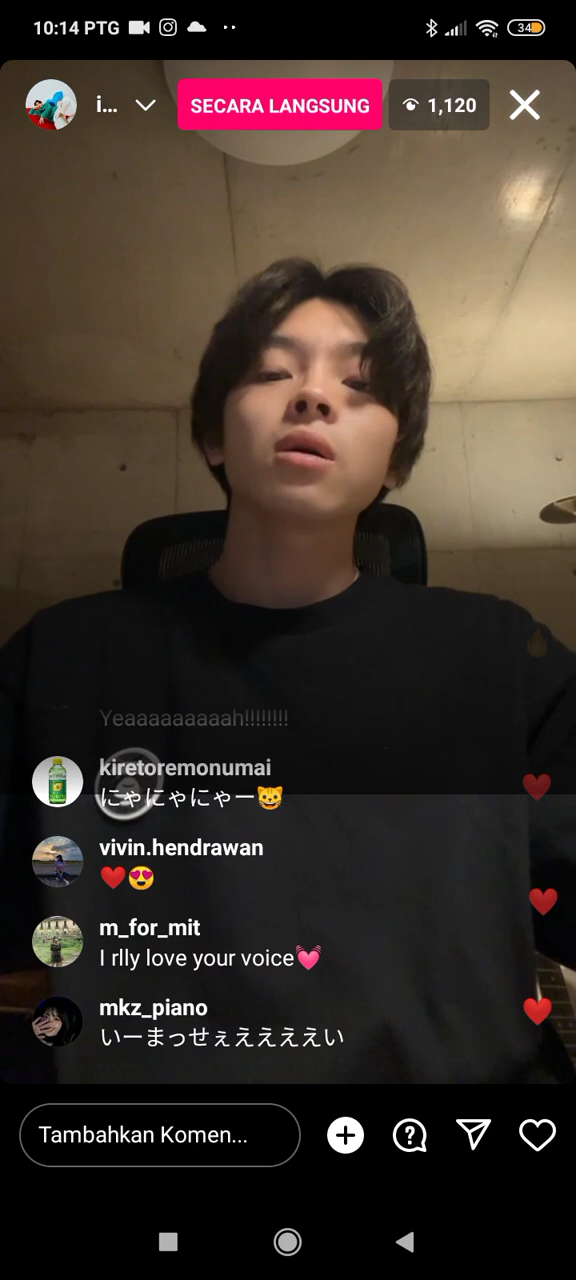 10:14 PTG
34
i...
SECARA LANGSUNG
1,120
Yeaaaaaaaaah!!!!!!!!
kiretoremonumai
にゃにゃにゃー😺
vivin.hendrawan
❤️😍
m_for_mit
I rlly love your voice💓
mkz_piano
いーまっせぇええええい
Tambahkan Komen...